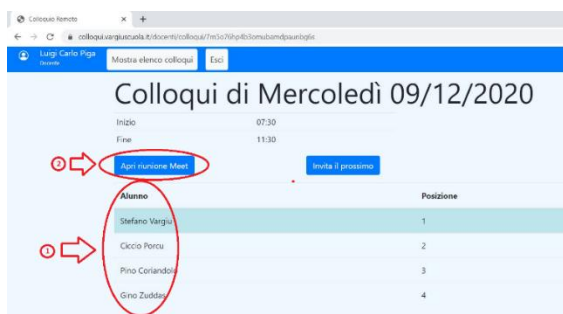 Colloquio Remoto
colloqui.vargiuscuola.it/docenti/colloqui/
Luigi Carlo Piga
Docente
Mostra elenco colloqui
Esci
Colloqui di Mercoledì 09/12/2020
Inizio 07:30
Fine 11:30
2
Apri riunione Meet
Invita il prossimo
Alunno Posizione
Stefano Vargiu 1
1
Ciccio Porcu 2
Pino Coriandolo 3
Gino Zuddas 4